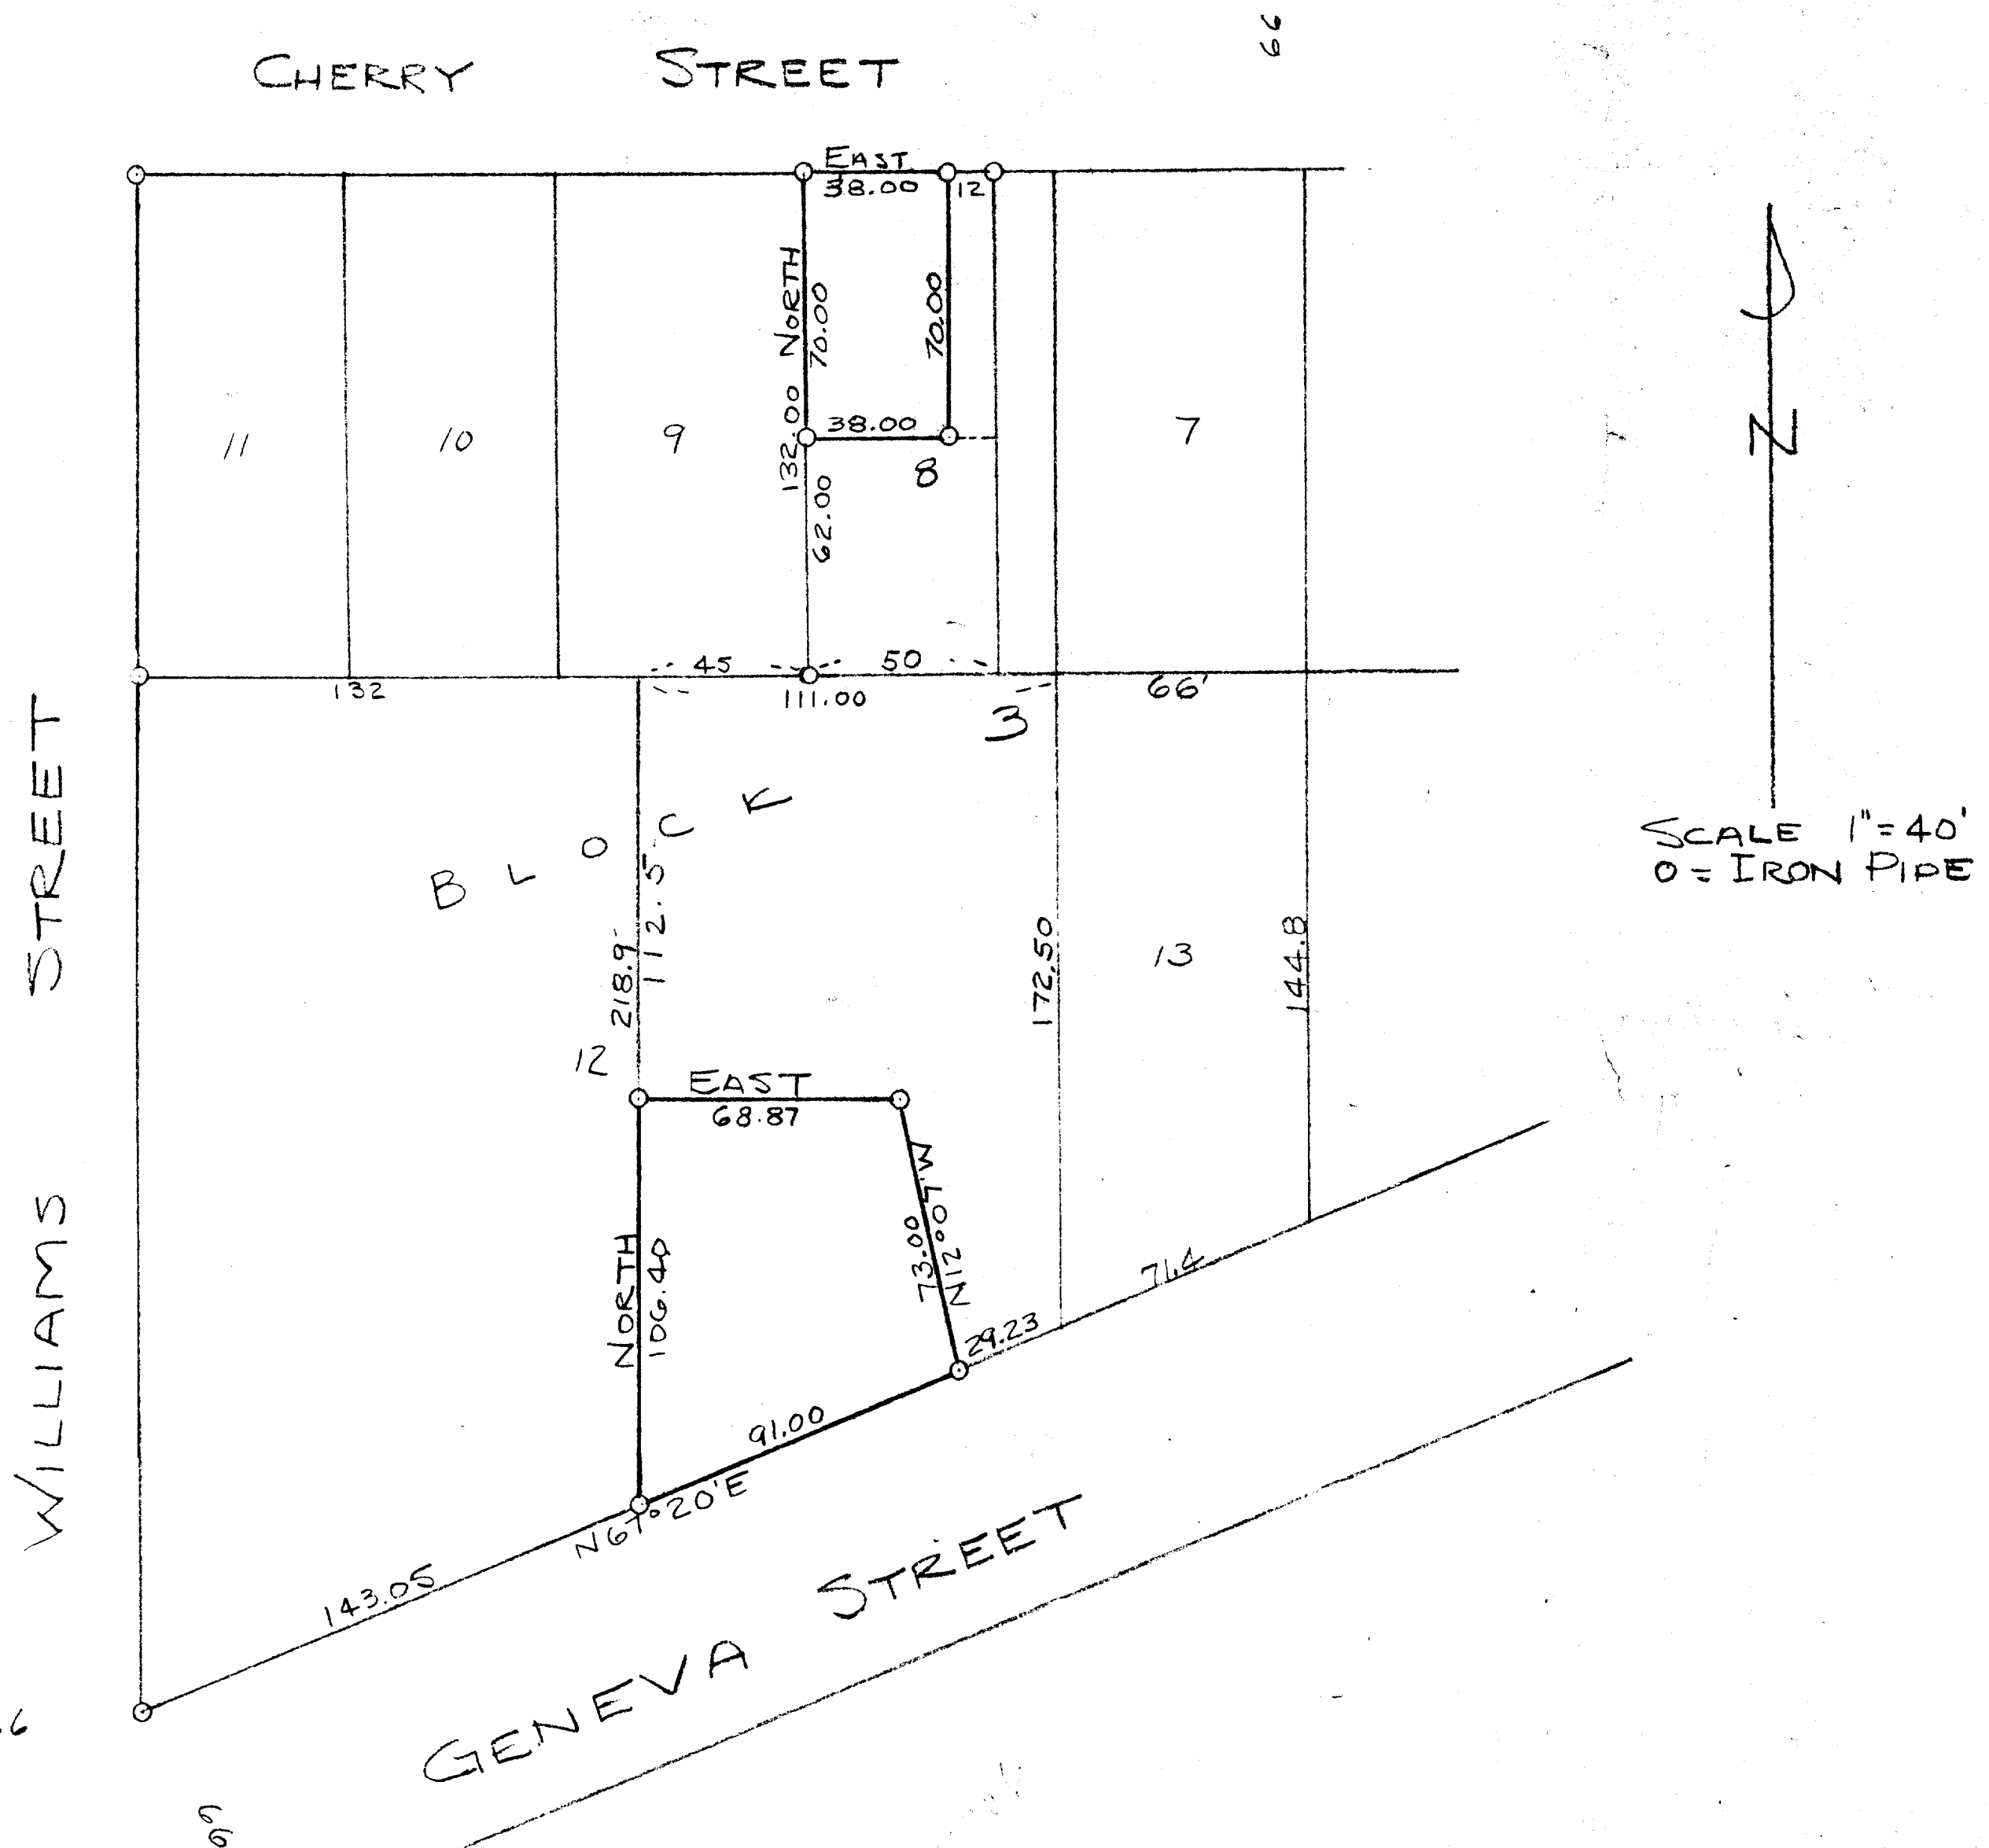 66
CHERRY STREET
EAST
38.00
12
NORTH
70.00
70.00
132.00
38.00
62.00
11
10
9
8
7
N
45
50
132
111.00
66'
3
SCALE 1"=40'
O = IRON PIPE
BLOCK
WILLIAMS STREET
218.9
112.5
172.50
13
144.8
12
EAST
68.87
NORTH
106.40
73.00
N12°07'W
29.23
71.4
91.00
N67°20'E
143.05
GENEVA STREET
66